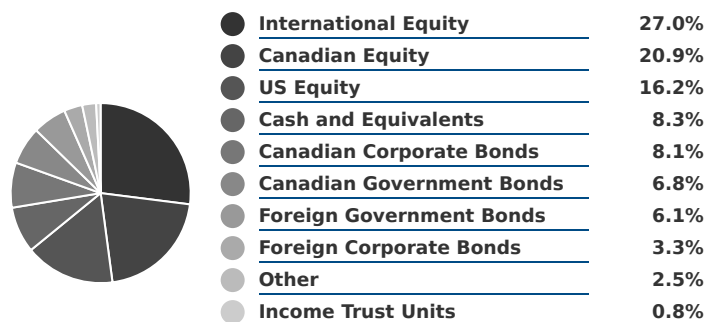 International Equity 27.0%
Canadian Equity 20.9%
US Equity 16.2%
Cash and Equivalents 8.3%
Canadian Corporate Bonds 8.1%
Canadian Government Bonds 6.8%
Foreign Government Bonds 6.1%
Foreign Corporate Bonds 3.3%
Other 2.5%
Income Trust Units 0.8%